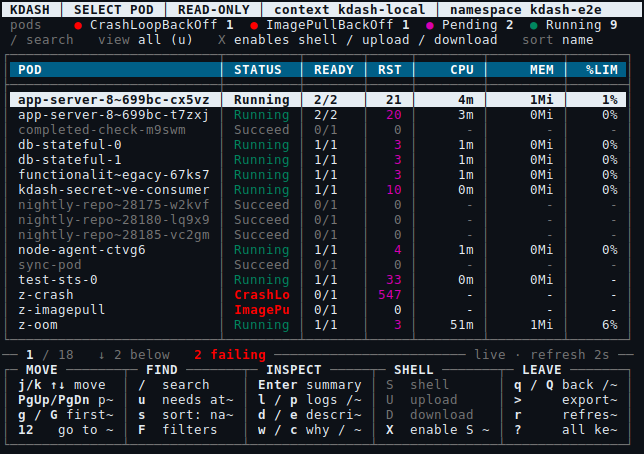 KDASH │ SELECT POD │ READ-ONLY │ context kdash-local │ namespace kdash-e2e
pods ● CrashLoopBackOff 1 ● ImagePullBackOff 1 ● Pending 2 ● Running 9
/ search view all (u) X enables shell / upload / download sort name
POD STATUS READY RST CPU MEM %LIM
app-server-8~699bc-cx5vz Running 2/2 21 4m 1Mi 1%
app-server-8~699bc-t7zxj Running 2/2 20 3m 0Mi 0%
completed-check-m9swm Succeed 0/1 0 - - -
db-stateful-0 Running 1/1 3 1m 0Mi 0%
db-stateful-1 Running 1/1 3 1m 0Mi 0%
functionalit~egacy-67ks7 Running 1/1 3 1m 0Mi 0%
kdash-secret~ve-consumer Running 1/1 10 0m 0Mi 0%
nightly-repo~28175-w2kvf Succeed 0/1 0 - - -
nightly-repo~28180-lq9x9 Succeed 0/1 0 - - -
nightly-repo~28185-vc2gm Succeed 0/1 0 - - -
node-agent-ctvg6 Running 1/1 4 1m 0Mi 0%
sync-pod Succeed 0/1 0 - - -
test-sts-0 Running 1/1 33 0m 0Mi -
z-crash CrashLo 0/1 547 - - -
z-imagepull ImagePu 0/1 0 - - -
z-oom Running 1/1 3 51m 1Mi 6%
1 / 18 ↓ 2 below 2 failing live · refresh 2s
MOVE FIND INSPECT SHELL LEAVE
j/k ↑↓ move / search Enter summary S shell q / Q back /~
PgUp/PgDn p~ u needs at~ l / p logs /~ U upload > export~
g / G first~ s sort: na~ d / e descri~ D download r refres~
12 go to ~ F filters w / c why / ~ X enable S ~ ? all ke~